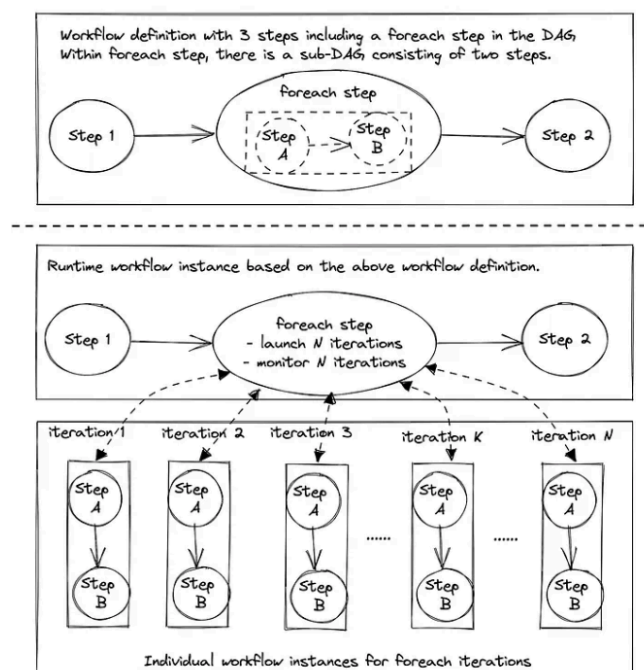 Workflow definition with 3 steps including a foreach step in the DAG,
Within foreach step, there is a sub-DAG, consisting of two steps.
foreach step
Step 1
Step
A
Step
B
Step 2
Runtime workflow instance based on the above workflow definition.
Step 1
foreach step
- launch N iterations
- monitor N iterations
Step 2
iteration 1
iteration 2
iteration 3
iteration K
iteration N
Step
A
Step
A
Step
A
Step
A
Step
A
......
......
Step
B
Step
B
Step
B
Step
B
Step
B
Individual workflow instances for foreach iterations